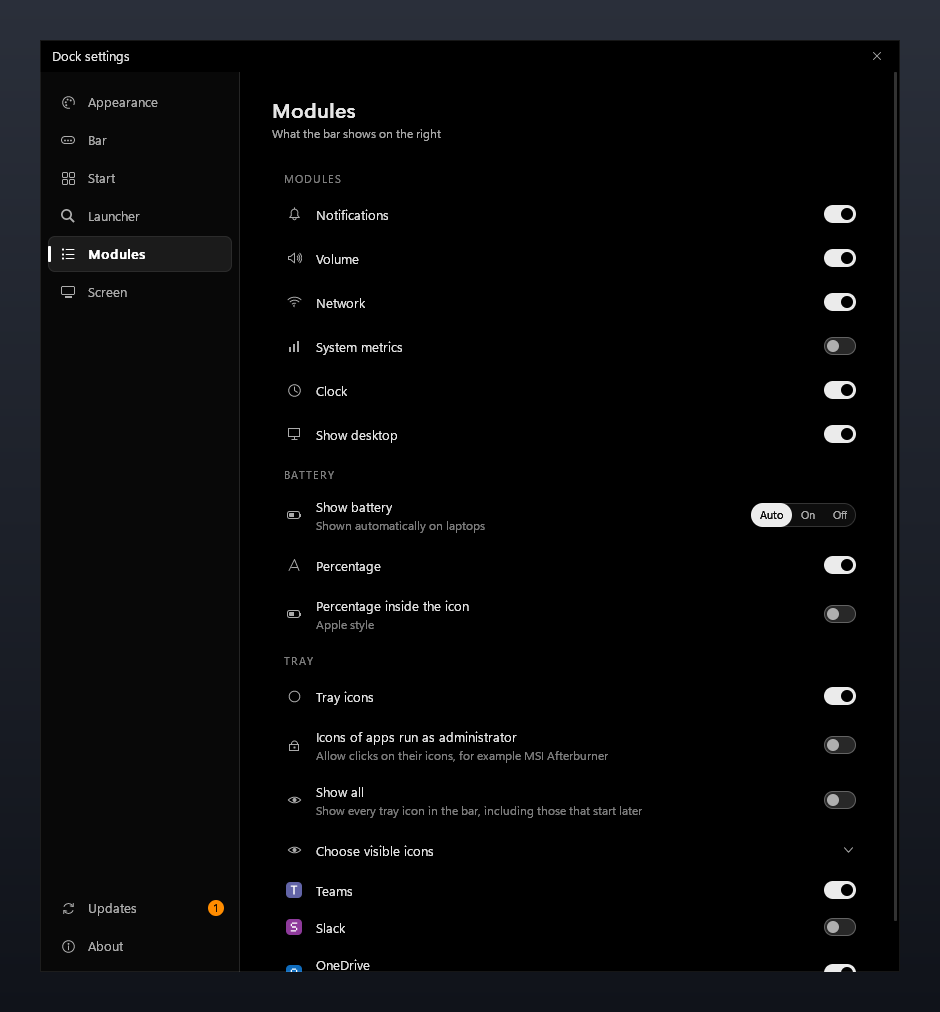 Dock settings
Appearance
Bar
Start
Launcher
Modules
Screen
Updates
1
About
Modules
What the bar shows on the right
MODULES
Notifications
Volume
Network
System metrics
Clock
Show desktop
BATTERY
Show battery
Shown automatically on laptops
Auto On Off
Percentage
Percentage inside the icon
Apple style
TRAY
Tray icons
Icons of apps run as administrator
Allow clicks on their icons, for example MSI Afterburner
Show all
Show every tray icon in the bar, including those that start later
Choose visible icons
T Teams
S Slack
OneDrive